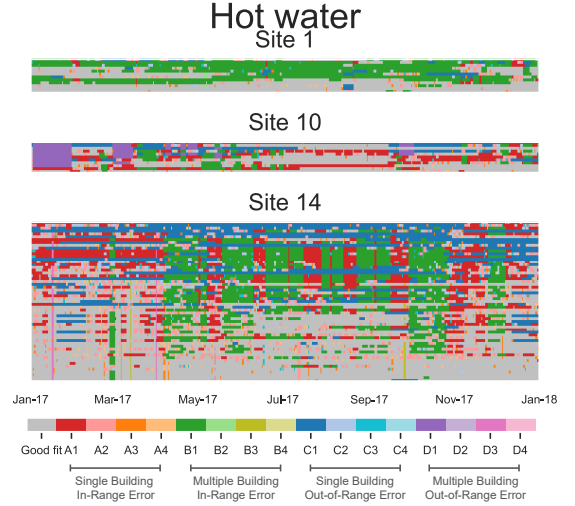 Hot water
Site 1
Site 10
Site 14
Jan-17 Mar-17 May-17 Jul-17 Sep-17 Nov-17 Jan-18
Good fit A1 A2 A3 A4 B1 B2 B3 B4 C1 C2 C3 C4 D1 D2 D3 D4
Single Building Multiple Building Single Building Multiple Building
In-Range Error In-Range Error Out-of-Range Error Out-of-Range Error